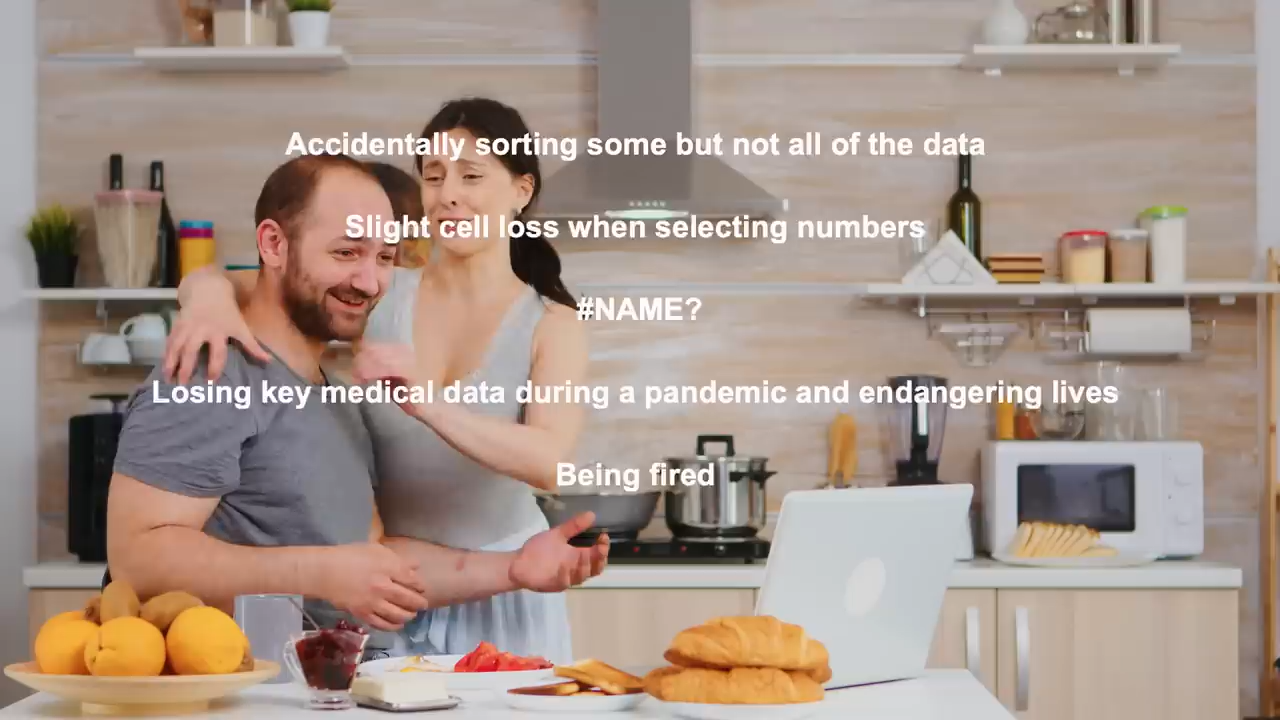 Accidentally sorting some but not all of the data
Slight cell loss when selecting numbers
#NAME?
Losing key medical data during a pandemic and endangering lives
Being fired